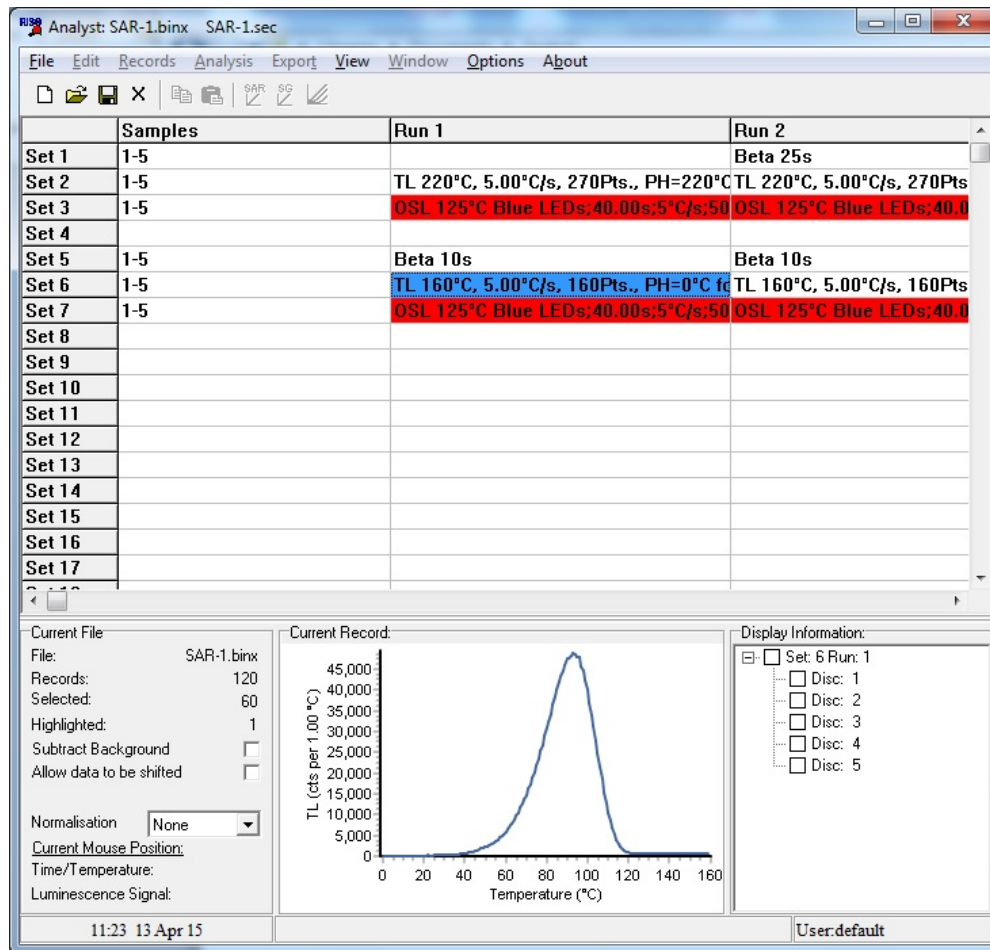 RISØ Analyst: SAR-1.binx SAR-1.sec
File Edit Records Analysis Export View Window Options About
SAR SG
Samples Run 1 Run 2
Set 1 1-5 Beta 25s
Set 2 1-5 TL 220°C, 5.00°C/s, 270Pts., PH=220°C TL 220°C, 5.00°C/s, 270Pts
Set 3 1-5 OSL 125°C Blue LEDs;40.00s;5°C/s;50 OSL 125°C Blue LEDs;40.0
Set 4
Set 5 1-5 Beta 10s Beta 10s
Set 6 1-5 TL 160°C, 5.00°C/s, 160Pts., PH=0°C fo TL 160°C, 5.00°C/s, 160Pts
Set 7 1-5 OSL 125°C Blue LEDs;40.00s;5°C/s;50 OSL 125°C Blue LEDs;40.0
Set 8
Set 9
Set 10
Set 11
Set 12
Set 13
Set 14
Set 15
Set 16
Set 17
Current File
File: SAR-1.binx
Records: 120
Selected: 60
Highlighted: 1
Subtract Background
Allow data to be shifted
Normalisation None
Current Mouse Position:
Time/Temperature:
Luminescence Signal:
Current Record:
TL (cts per 1.00 °C)
45,000
40,000
35,000
30,000
25,000
20,000
15,000
10,000
5,000
0
0 20 40 60 80 100 120 140 160
Temperature (°C)
Display Information:
Set: 6 Run: 1
Disc: 1
Disc: 2
Disc: 3
Disc: 4
Disc: 5
11:23 13 Apr 15 User:default